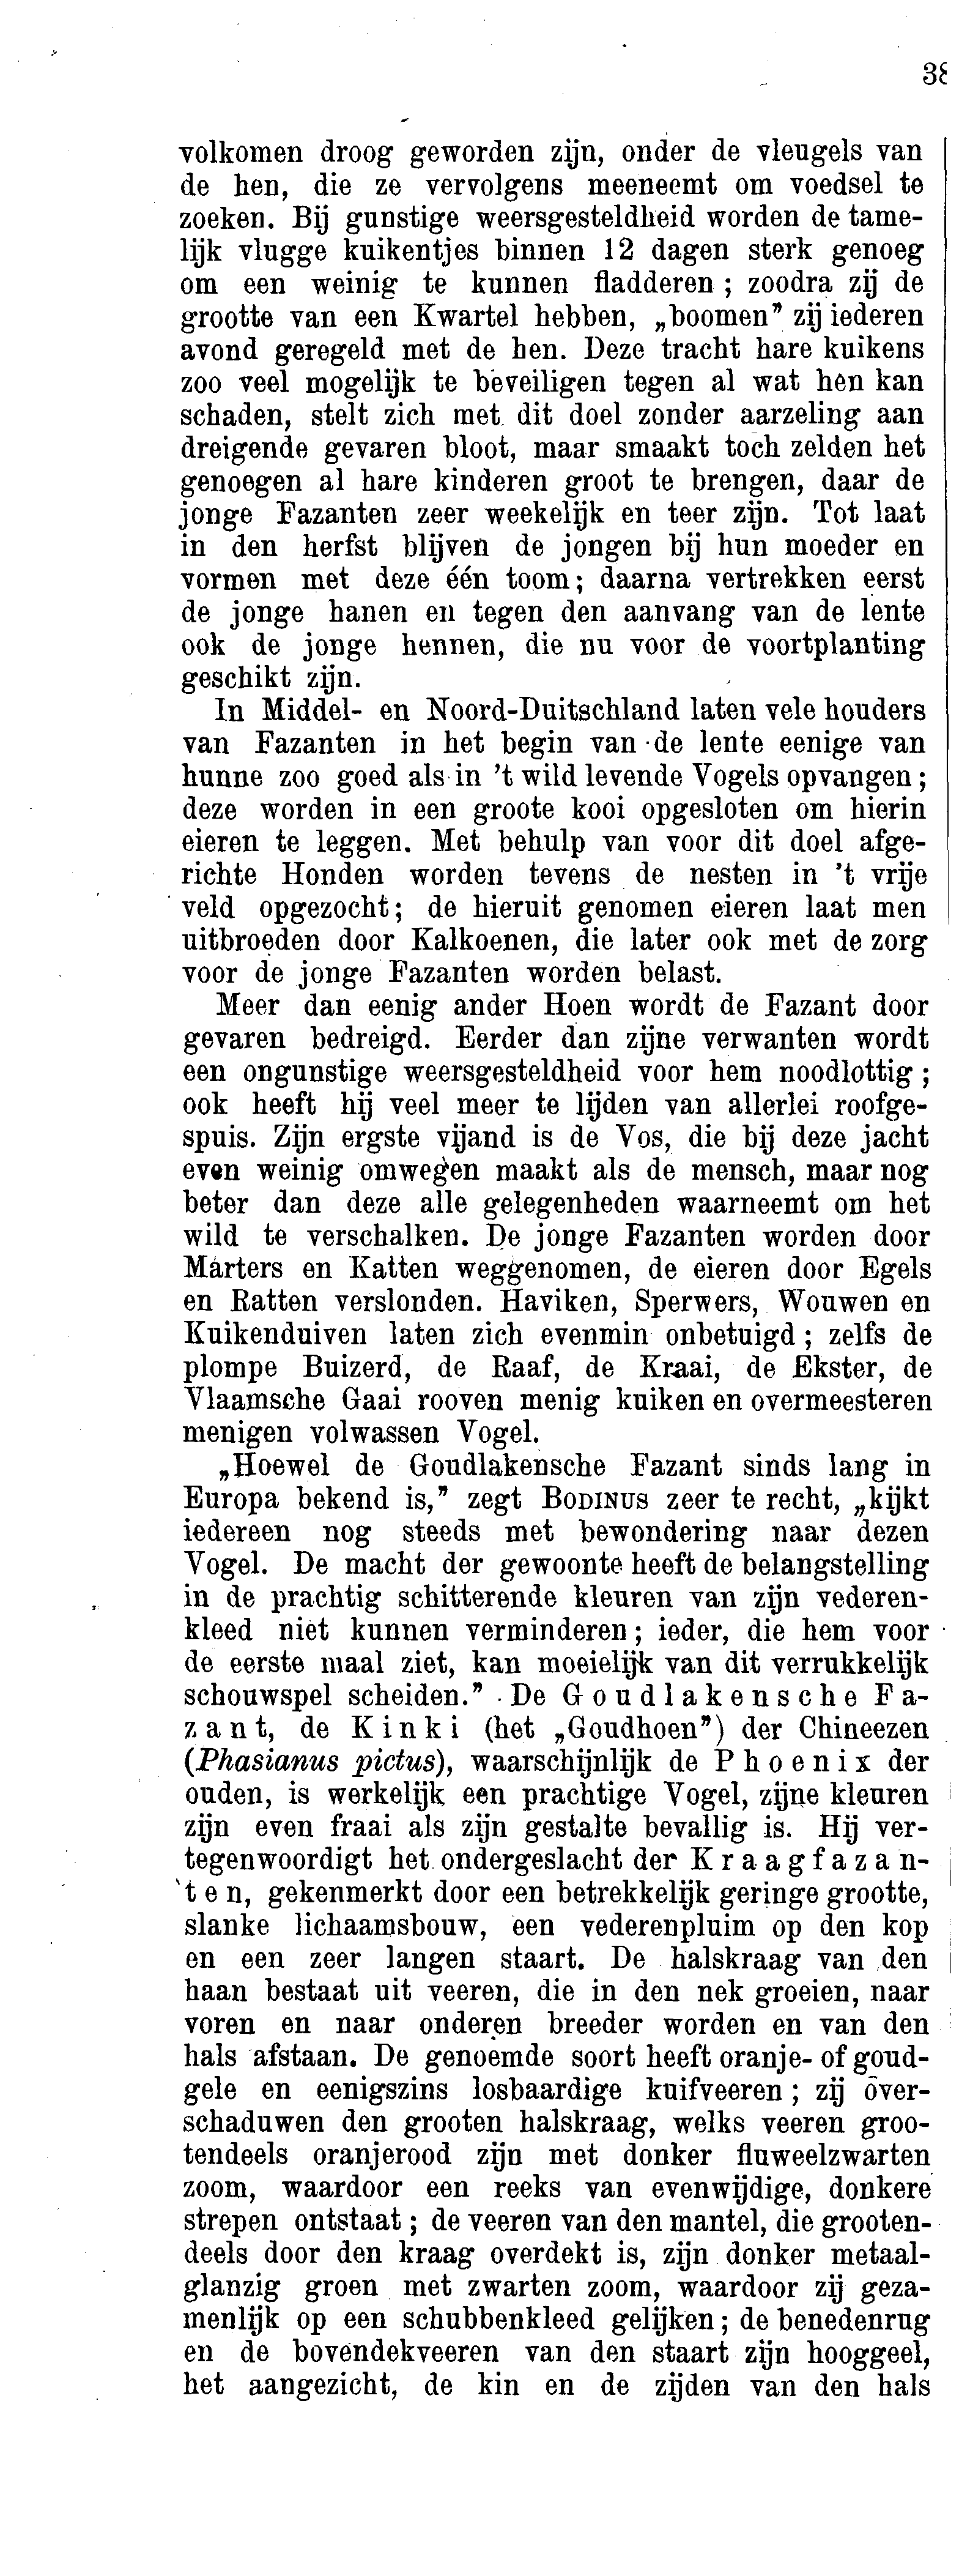 38
volkomen droog geworden zijn, onder de vleugels van
de hen, die ze vervolgens meeneemt om voedsel te
zoeken. Bij gunstige weersgesteldheid worden de tame-
lijk vlugge kuikentjes binnen 12 dagen sterk genoeg
om een weinig te kunnen fladderen; zoodra zij de
grootte van een Kwartel hebben, „boomen” zij iederen
avond geregeld met de hen. Deze tracht hare kuikens
zoo veel mogelijk te beveiligen tegen al wat hen kan
schaden, stelt zich met dit doel zonder aarzeling aan
dreigende gevaren bloot, maar smaakt toch zelden het
genoegen al hare kinderen groot te brengen, daar de
jonge Fazanten zeer weekelijk en teer zijn. Tot laat
in den herfst blijven de jongen bij hun moeder en
vormen met deze één toom; daarna vertrekken eerst
de jonge hanen en tegen den aanvang van de lente
ook de jonge hennen, die nu voor de voortplanting
geschikt zijn.
In Middel- en Noord-Duitschland laten vele houders
van Fazanten in het begin van de lente eenige van
hunne zoo goed als in ’t wild levende Vogels opvangen;
deze worden in een groote kooi opgesloten om hierin
eieren te leggen. Met behulp van voor dit doel afge-
richte Honden worden tevens de nesten in ’t vrije
veld opgezocht; de hieruit genomen eieren laat men
uitbroeden door Kalkoenen, die later ook met de zorg
voor de jonge Fazanten worden belast.
Meer dan eenig ander Hoen wordt de Fazant door
gevaren bedreigd. Eerder dan zijne verwanten wordt
een ongunstige weersgesteldheid voor hem noodlottig;
ook heeft hij veel meer te lijden van allerlei roofge-
spuis. Zijn ergste vijand is de Vos, die bij deze jacht
even weinig omwegen maakt als de mensch, maar nog
beter dan deze alle gelegenheden waarneemt om het
wild te verschalken. De jonge Fazanten worden door
Marters en Katten weggenomen, de eieren door Egels
en Ratten verslonden. Haviken, Sperwers, Wouwen en
Kuikenduiven laten zich evenmin onbetuigd; zelfs de
plompe Buizerd, de Raaf, de Kraai, de Ekster, de
Vlaamsche Gaai rooven menig kuiken en overmeesteren
menigen volwassen Vogel.
„Hoewel de Goudlakensche Fazant sinds lang in
Europa bekend is,” zegt BODINUS zeer te recht, „kijkt
iedereen nog steeds met bewondering naar dezen
Vogel. De macht der gewoonte heeft de belangstelling
in de prachtig schitterende kleuren van zijn vederen-
kleed niet kunnen verminderen; ieder, die hem voor
de eerste maal ziet, kan moeielijk van dit verrukkelijk
schouwspel scheiden.” De Goudlakensche Fa-
zant, de Kinki (het „Goudhoen”) der Chineezen
(Phasianus pictus), waarschijnlijk de Phoenix der
ouden, is werkelijk een prachtige Vogel, zijne kleuren
zijn even fraai als zijn gestalte bevallig is. Hij ver-
tegenwoordigt het ondergeslacht der Kraagfazan-
ten, gekenmerkt door een betrekkelijk geringe grootte,
slanke lichaamsbouw, een vederenpluim op den kop
en een zeer langen staart. De halskraag van den
haan bestaat uit veeren, die in den nek groeien, naar
voren en naar onderen breeder worden en van den
hals afstaan. De genoemde soort heeft oranje- of goud-
gele en eenigszins losbaardige kuifveeren; zij over-
schaduwen den grooten halskraag, welks veeren groo-
tendeels oranjerood zijn met donker fluweelzwarten
zoom, waardoor een reeks van evenwijdige, donkere
strepen ontstaat; de veeren van den mantel, die grooten-
deels door den kraag overdekt is, zijn donker metaal-
glanzig groen met zwarten zoom, waardoor zij geza-
menlijk op een schubbenkleed gelijken; de benedenrug
en de bovendekveeren van den staart zijn hooggeel,
het aangezicht, de kin en de zijden van den hals